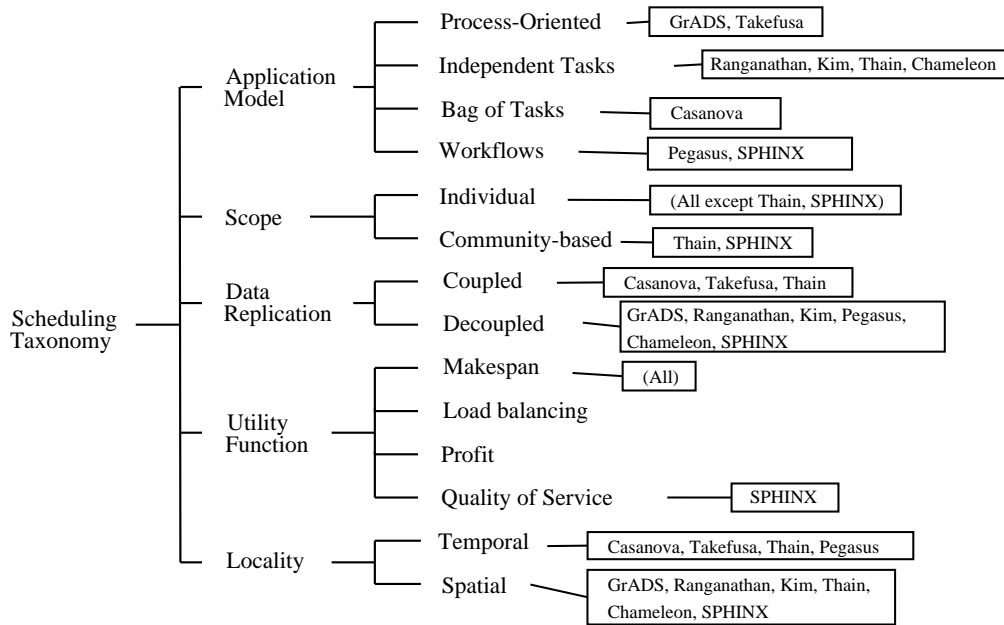 Process-Oriented
GrADS, Takefusa
Application
Model
Independent Tasks
Ranganathan, Kim, Thain, Chameleon
Bag of Tasks
Casanova
Workflows
Pegasus, SPHINX
Scope
Individual
(All except Thain, SPHINX)
Community-based
Thain, SPHINX
Scheduling
Taxonomy
Data
Replication
Coupled
Casanova, Takefusa, Thain
Decoupled
GrADS, Ranganathan, Kim, Pegasus,
Chameleon, SPHINX
Utility
Function
Makespan
(All)
Load balancing
Profit
Quality of Service
SPHINX
Locality
Temporal
Casanova, Takefusa, Thain, Pegasus
Spatial
GrADS, Ranganathan, Kim, Thain,
Chameleon, SPHINX